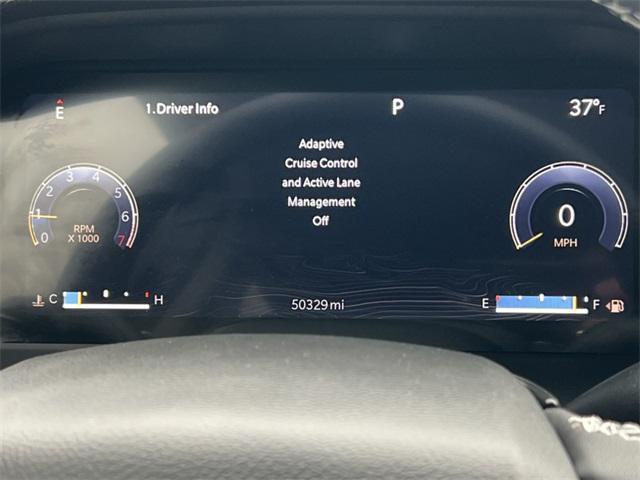 E
1.Driver Info
P
37°F
Adaptive
Cruise Control
and Active Lane
Management
Off
0 1 2 3 4 5 6 7
RPM
X 1000
0
MPH
C H
50329 mi
E F